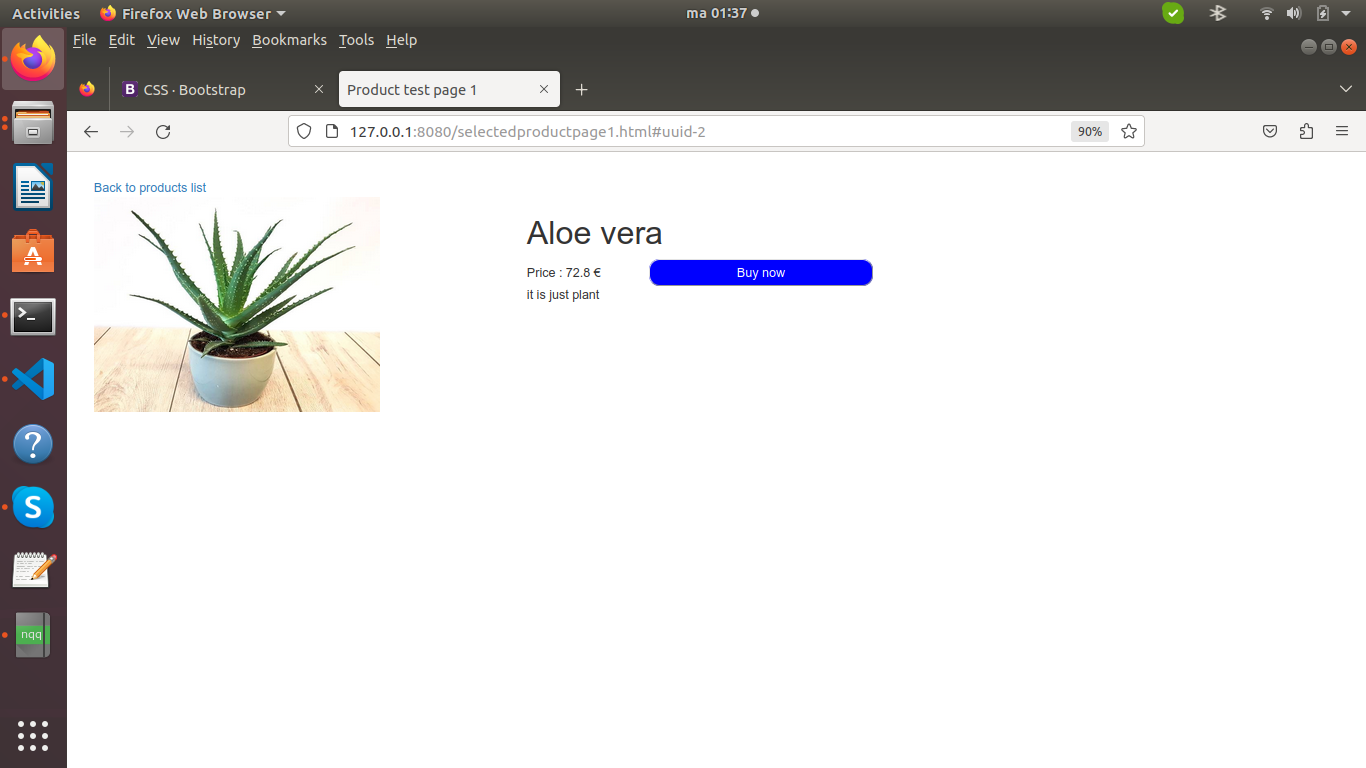 Activities Firefox Web Browser ma 01:37
File Edit View History Bookmarks Tools Help
B CSS · Bootstrap Product test page 1
127.0.0.1:8080/selectedproductpage1.html#uuid-2 90%
Back to products list
Aloe vera
Price : 72.8 € Buy now
it is just plant
A
>_
?
S
nqq